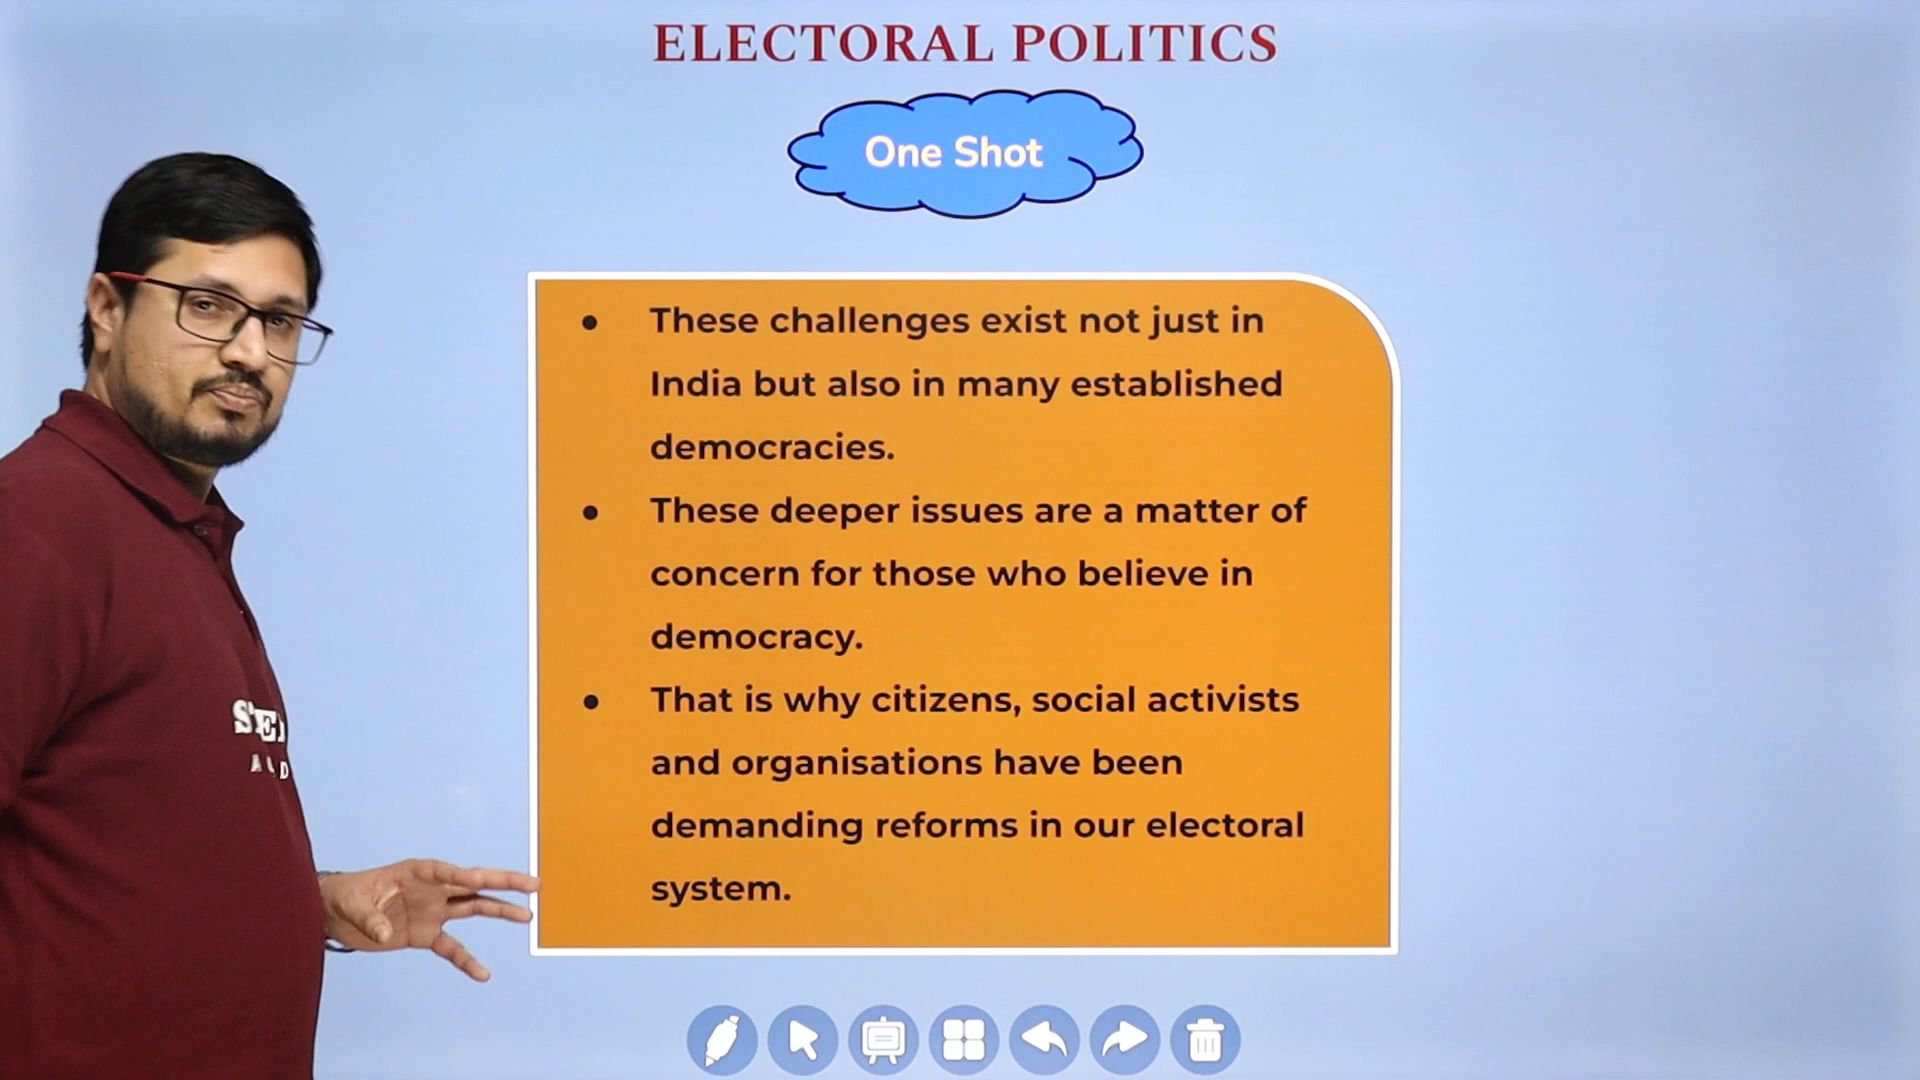 ELECTORAL POLITICS
One Shot
• These challenges exist not just in
India but also in many established
democracies.
• These deeper issues are a matter of
concern for those who believe in
democracy.
• That is why citizens, social activists
and organisations have been
demanding reforms in our electoral
system.